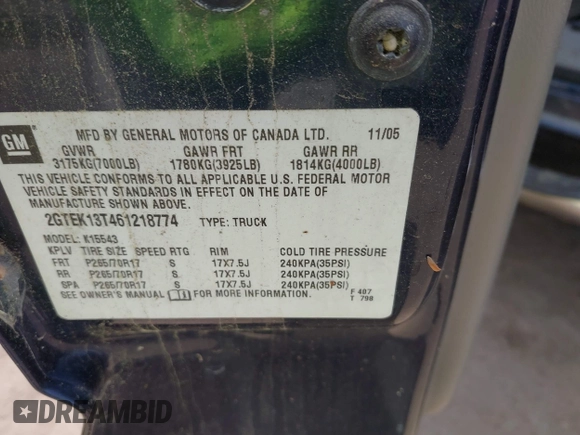 GM
MFD BY GENERAL MOTORS OF CANADA LTD. 11/05
GVWR GAWR FRT GAWR RR
3175KG(7000LB) 1780KG(3925LB) 1814KG(4000LB)
THIS VEHICLE CONFORMS TO ALL APPLICABLE U.S. FEDERAL MOTOR
VEHICLE SAFETY STANDARDS IN EFFECT ON THE DATE OF
MANUFACTURE SHOWN ABOVE.
2GTEK13T461218774 TYPE: TRUCK
MODEL: K15543
KPLV TIRE SIZE SPEED RTG RIM COLD TIRE PRESSURE
FRT P265/70R17 S 17X7.5J 240KPA(35PSI)
RR P265/70R17 S 17X7.5J 240KPA(35PSI)
SPA P265/70R17 S 17X7.5J 240KPA(35PSI)
SEE OWNER'S MANUAL FOR MORE INFORMATION.
F 407
T 798
DREAMBID